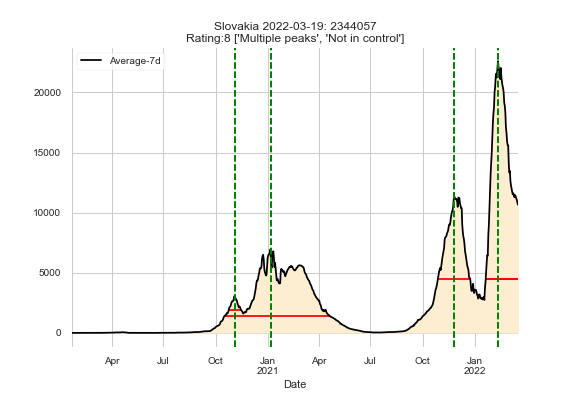 Slovakia 2022-03-19: 2344057
Rating:8 ['Multiple peaks', 'Not in control']
Average-7d
20000
15000
10000
5000
0
Apr Jul Oct Jan Apr Jul Oct Jan
2021 2022
Date